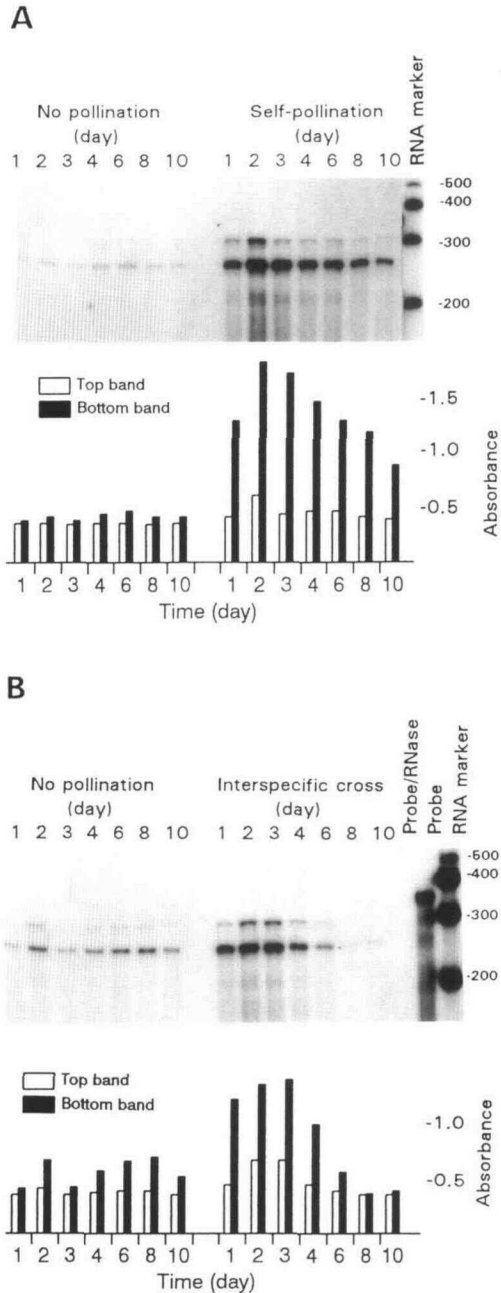 A
No pollination
(day)
Self-pollination
(day)
RNA marker
1 2 3 4 6 8 10 1 2 3 4 6 8 10
-500
-400
-300
-200
Top band
Bottom band
-1.5
-1.0
-0.5
Absorbance
1 2 3 4 6 8 10 1 2 3 4 6 8 10
Time (day)
B
No pollination
(day)
Interspecific cross
(day)
Probe/RNase
Probe
RNA marker
1 2 3 4 6 8 10 1 2 3 4 6 8 10
-500
-400
-300
-200
Top band
Bottom band
-1.0
-0.5
Absorbance
1 2 3 4 6 8 10 1 2 3 4 6 8 10
Time (day)